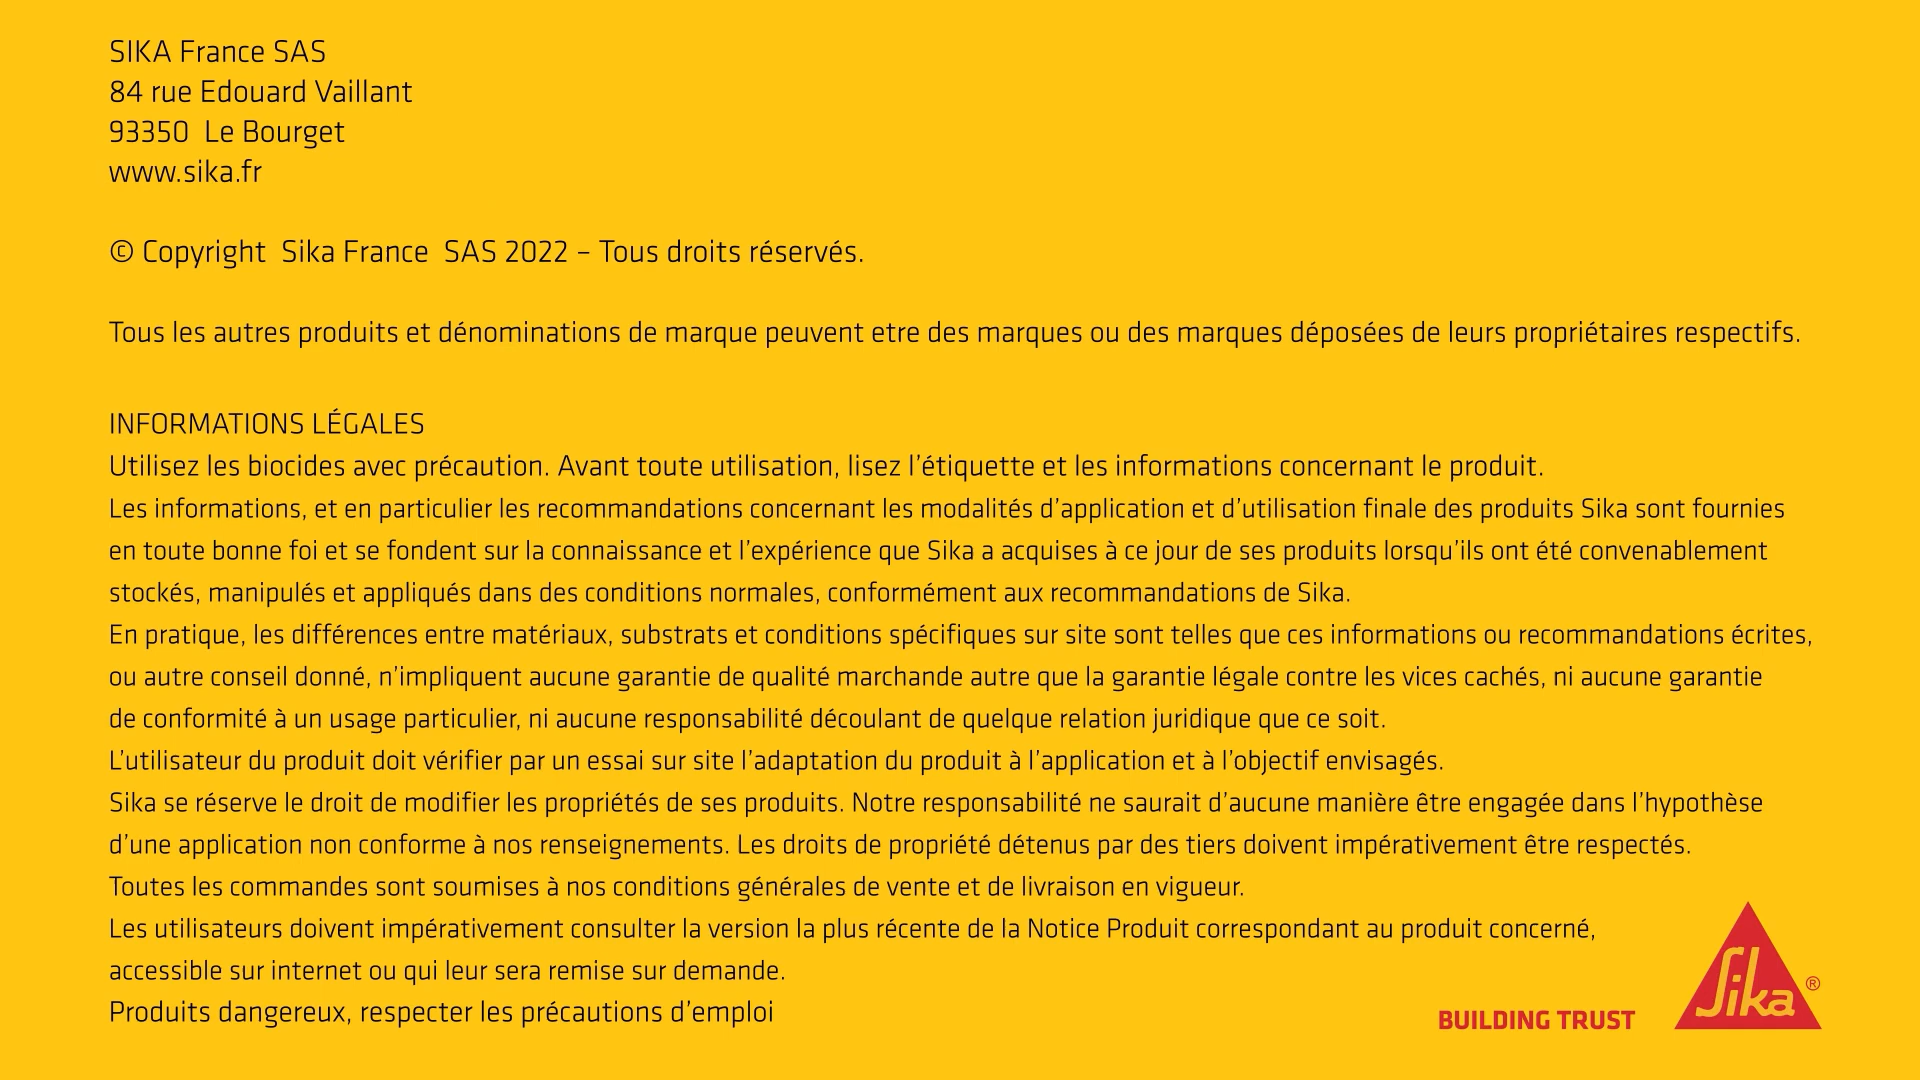 SIKA France SAS
84 rue Edouard Vaillant
93350 Le Bourget
www.sika.fr
© Copyright Sika France SAS 2022 – Tous droits réservés.
Tous les autres produits et dénominations de marque peuvent etre des marques ou des marques déposées de leurs propriétaires respectifs.
INFORMATIONS LÉGALES
Utilisez les biocides avec précaution. Avant toute utilisation, lisez l’étiquette et les informations concernant le produit.
Les informations, et en particulier les recommandations concernant les modalités d’application et d’utilisation finale des produits Sika sont fournies
en toute bonne foi et se fondent sur la connaissance et l’expérience que Sika a acquises à ce jour de ses produits lorsqu’ils ont été convenablement
stockés, manipulés et appliqués dans des conditions normales, conformément aux recommandations de Sika.
En pratique, les différences entre matériaux, substrats et conditions spécifiques sur site sont telles que ces informations ou recommandations écrites,
ou autre conseil donné, n’impliquent aucune garantie de qualité marchande autre que la garantie légale contre les vices cachés, ni aucune garantie
de conformité à un usage particulier, ni aucune responsabilité découlant de quelque relation juridique que ce soit.
L’utilisateur du produit doit vérifier par un essai sur site l’adaptation du produit à l’application et à l’objectif envisagés.
Sika se réserve le droit de modifier les propriétés de ses produits. Notre responsabilité ne saurait d’aucune manière être engagée dans l’hypothèse
d’une application non conforme à nos renseignements. Les droits de propriété détenus par des tiers doivent impérativement être respectés.
Toutes les commandes sont soumises à nos conditions générales de vente et de livraison en vigueur.
Les utilisateurs doivent impérativement consulter la version la plus récente de la Notice Produit correspondant au produit concerné,
accessible sur internet ou qui leur sera remise sur demande.
Produits dangereux, respecter les précautions d’emploi
BUILDING TRUST
Sika®